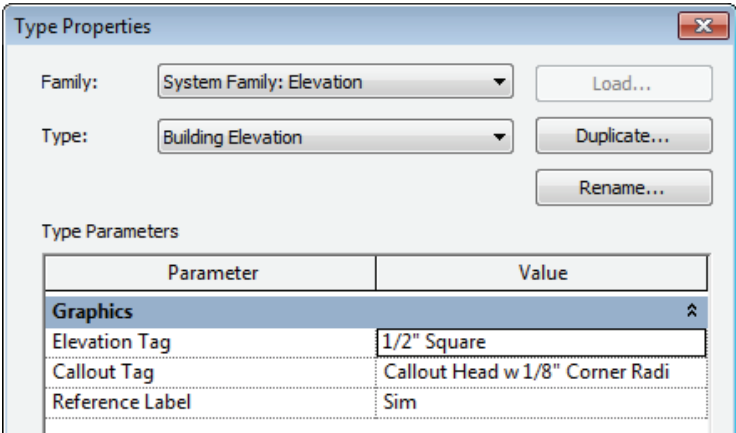 Type Properties
Family: System Family: Elevation Load...
Type: Building Elevation Duplicate...
Rename...
Type Parameters
Parameter Value
Graphics
Elevation Tag 1/2" Square
Callout Tag Callout Head w 1/8" Corner Radi
Reference Label Sim